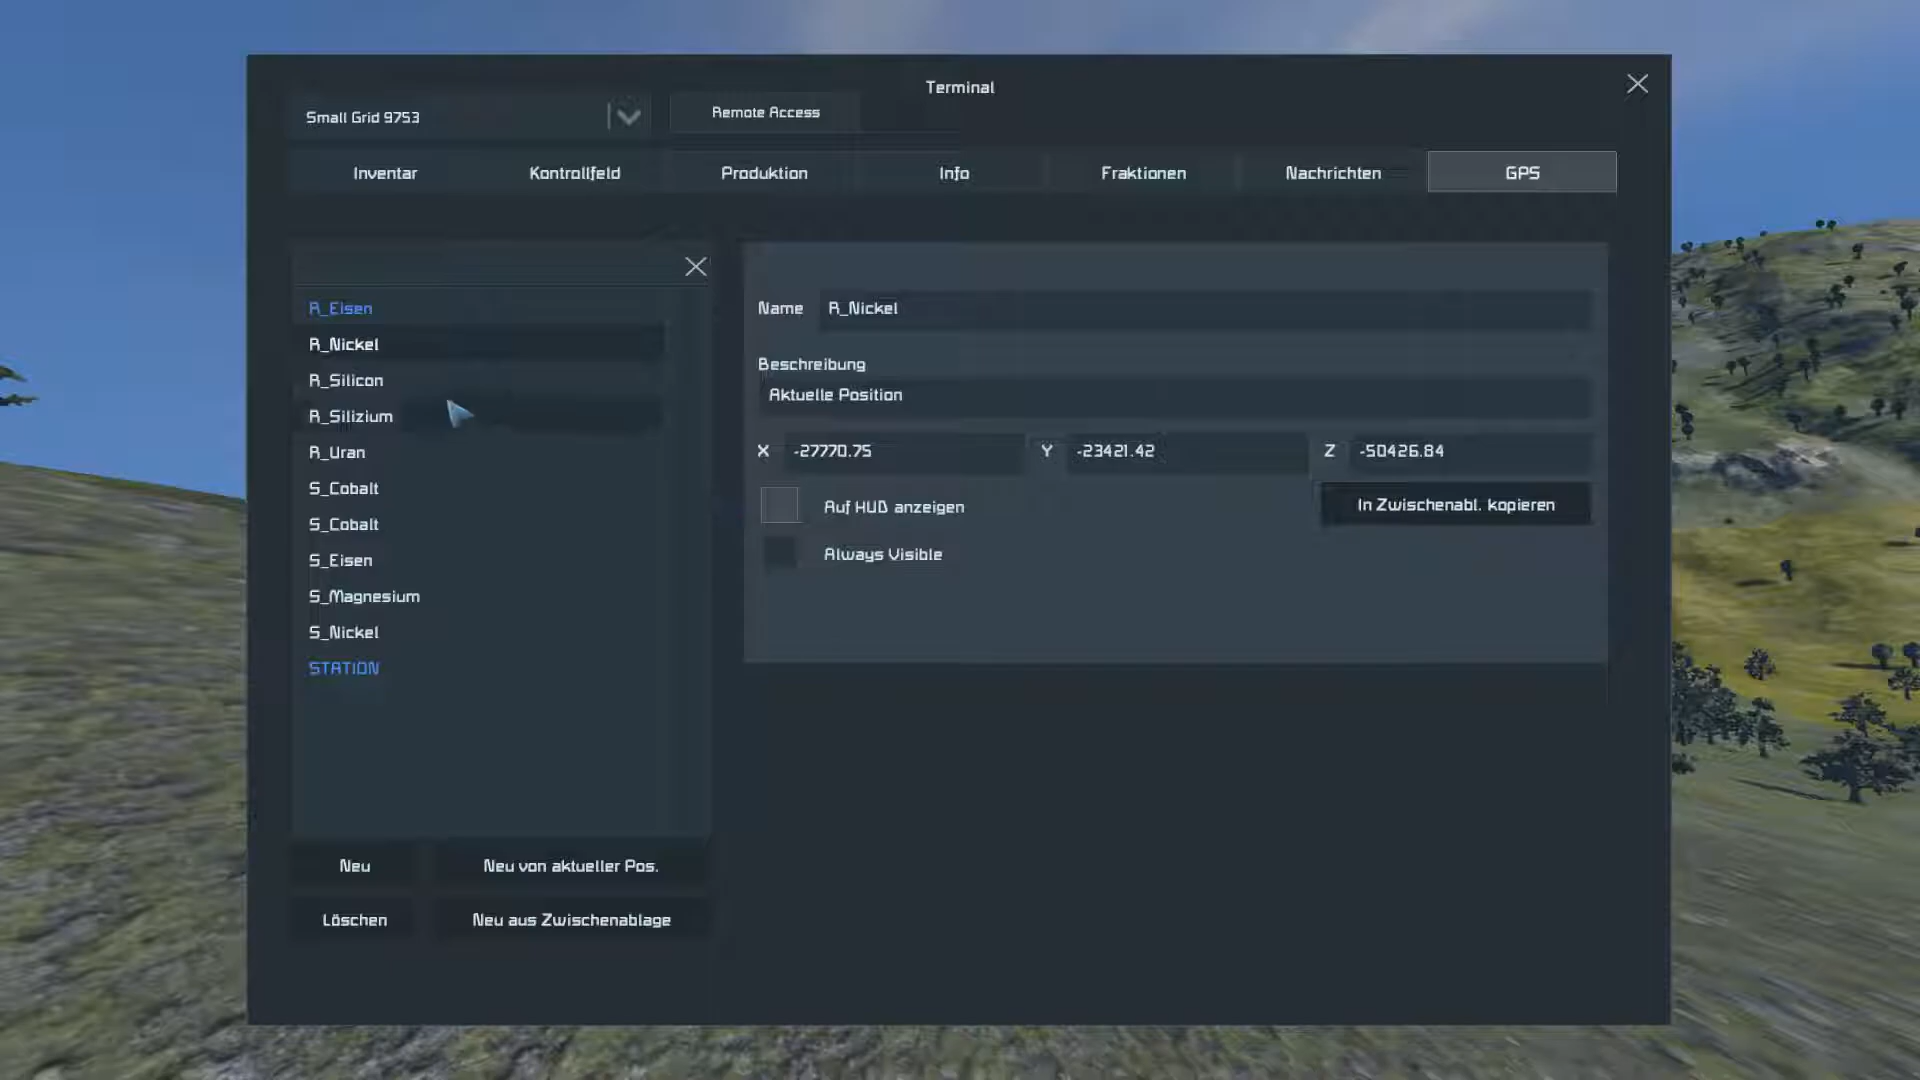 Terminal
Small Grid 9753
Remote Access
Inventar
Kontrollfeld
Produktion
Info
Fraktionen
Nachrichten
GPS
R_Eisen
R_Nickel
R_Silicon
R_Silizium
R_Uran
S_Cobalt
S_Cobalt
S_Eisen
S_Magnesium
S_Nickel
STATION
Name R_Nickel
Beschreibung
Aktuelle Position
X -27770.75 Y -23421.42 Z -50426.84
Auf HUD anzeigen
In Zwischenabl. kopieren
Always Visible
Neu
Neu von aktueller Pos.
Löschen
Neu aus Zwischenablage